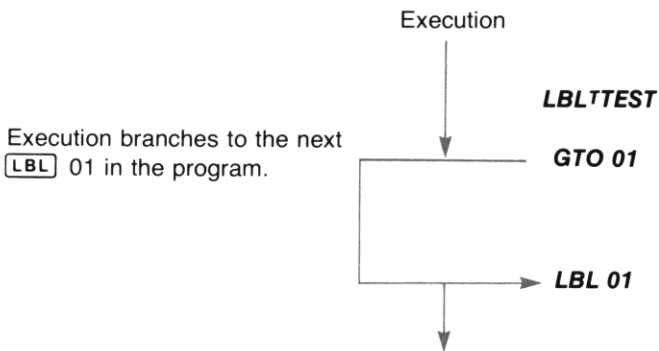 Execution
LBLᵀTEST
Execution branches to the next
LBL 01 in the program.
GTO 01
LBL 01